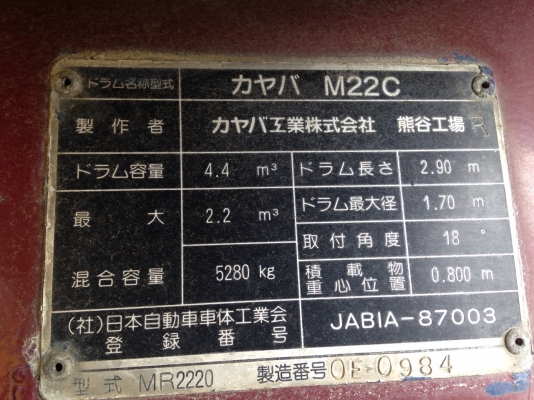 ドラム名称型式 カヤバ M22C
製作者 カヤバ工業株式会社 熊谷工場 R
ドラム容量 4.4 m³ ドラム長さ 2.90 m
最大 2.2 m³ ドラム最大径 1.70 m
取付角度 18°
混合容量 5280 kg 積載物重心位置 0.800 m
(社)日本自動車車体工業会
登録番号 JABIA-87003
型式 MR2220 製造番号 0F-0984